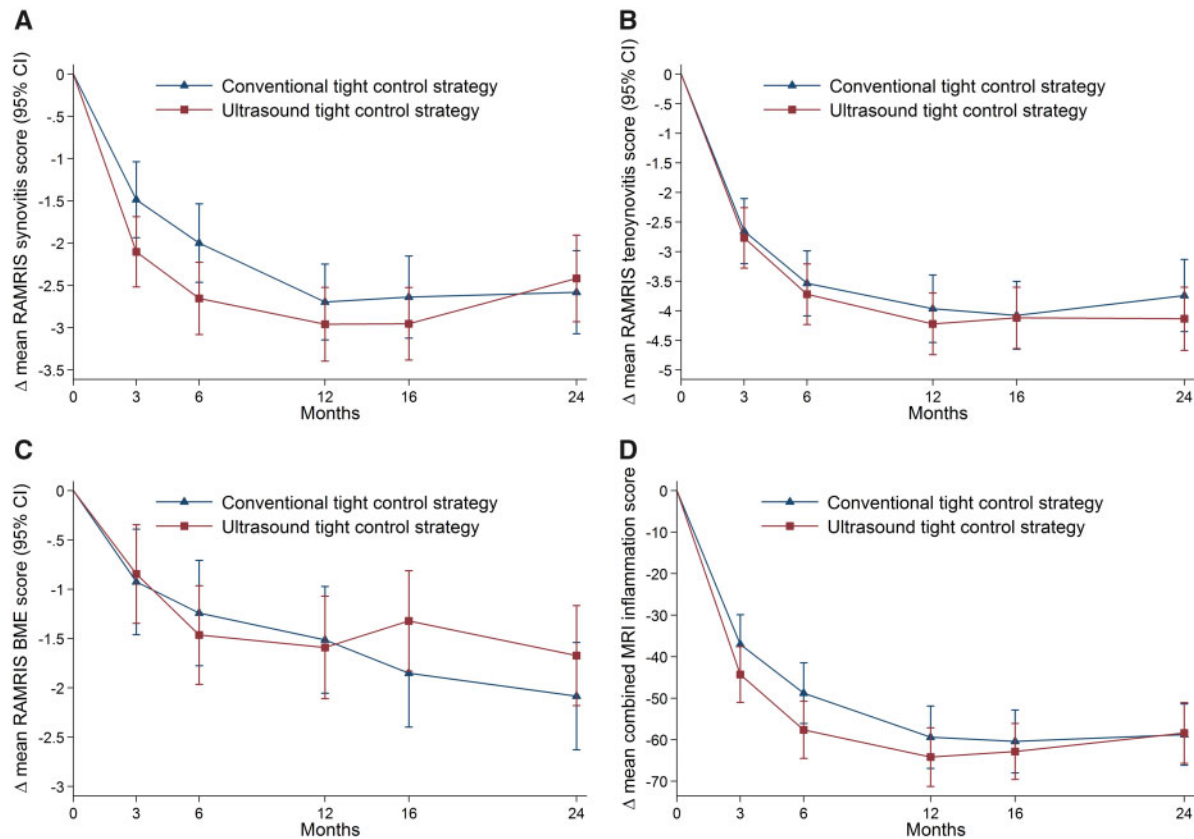 A
Δ mean RAMRIS synovitis score (95% CI)
Conventional tight control strategy
Ultrasound tight control strategy
0
-.5
-1
-1.5
-2
-2.5
-3
-3.5
0 3 6 12 16 24
Months
B
Δ mean RAMRIS tenoynovitis score (95% CI)
Conventional tight control strategy
Ultrasound tight control strategy
0
-.5
-1
-1.5
-2
-2.5
-3
-3.5
-4
-4.5
-5
0 3 6 12 16 24
Months
C
Δ mean RAMRIS BME score (95% CI)
Conventional tight control strategy
Ultrasound tight control strategy
0
-.5
-1
-1.5
-2
-2.5
-3
0 3 6 12 16 24
Months
D
Δ mean combined MRI inflammation score
Conventional tight control strategy
Ultrasound tight control strategy
0
-10
-20
-30
-40
-50
-60
-70
0 3 6 12 16 24
Months